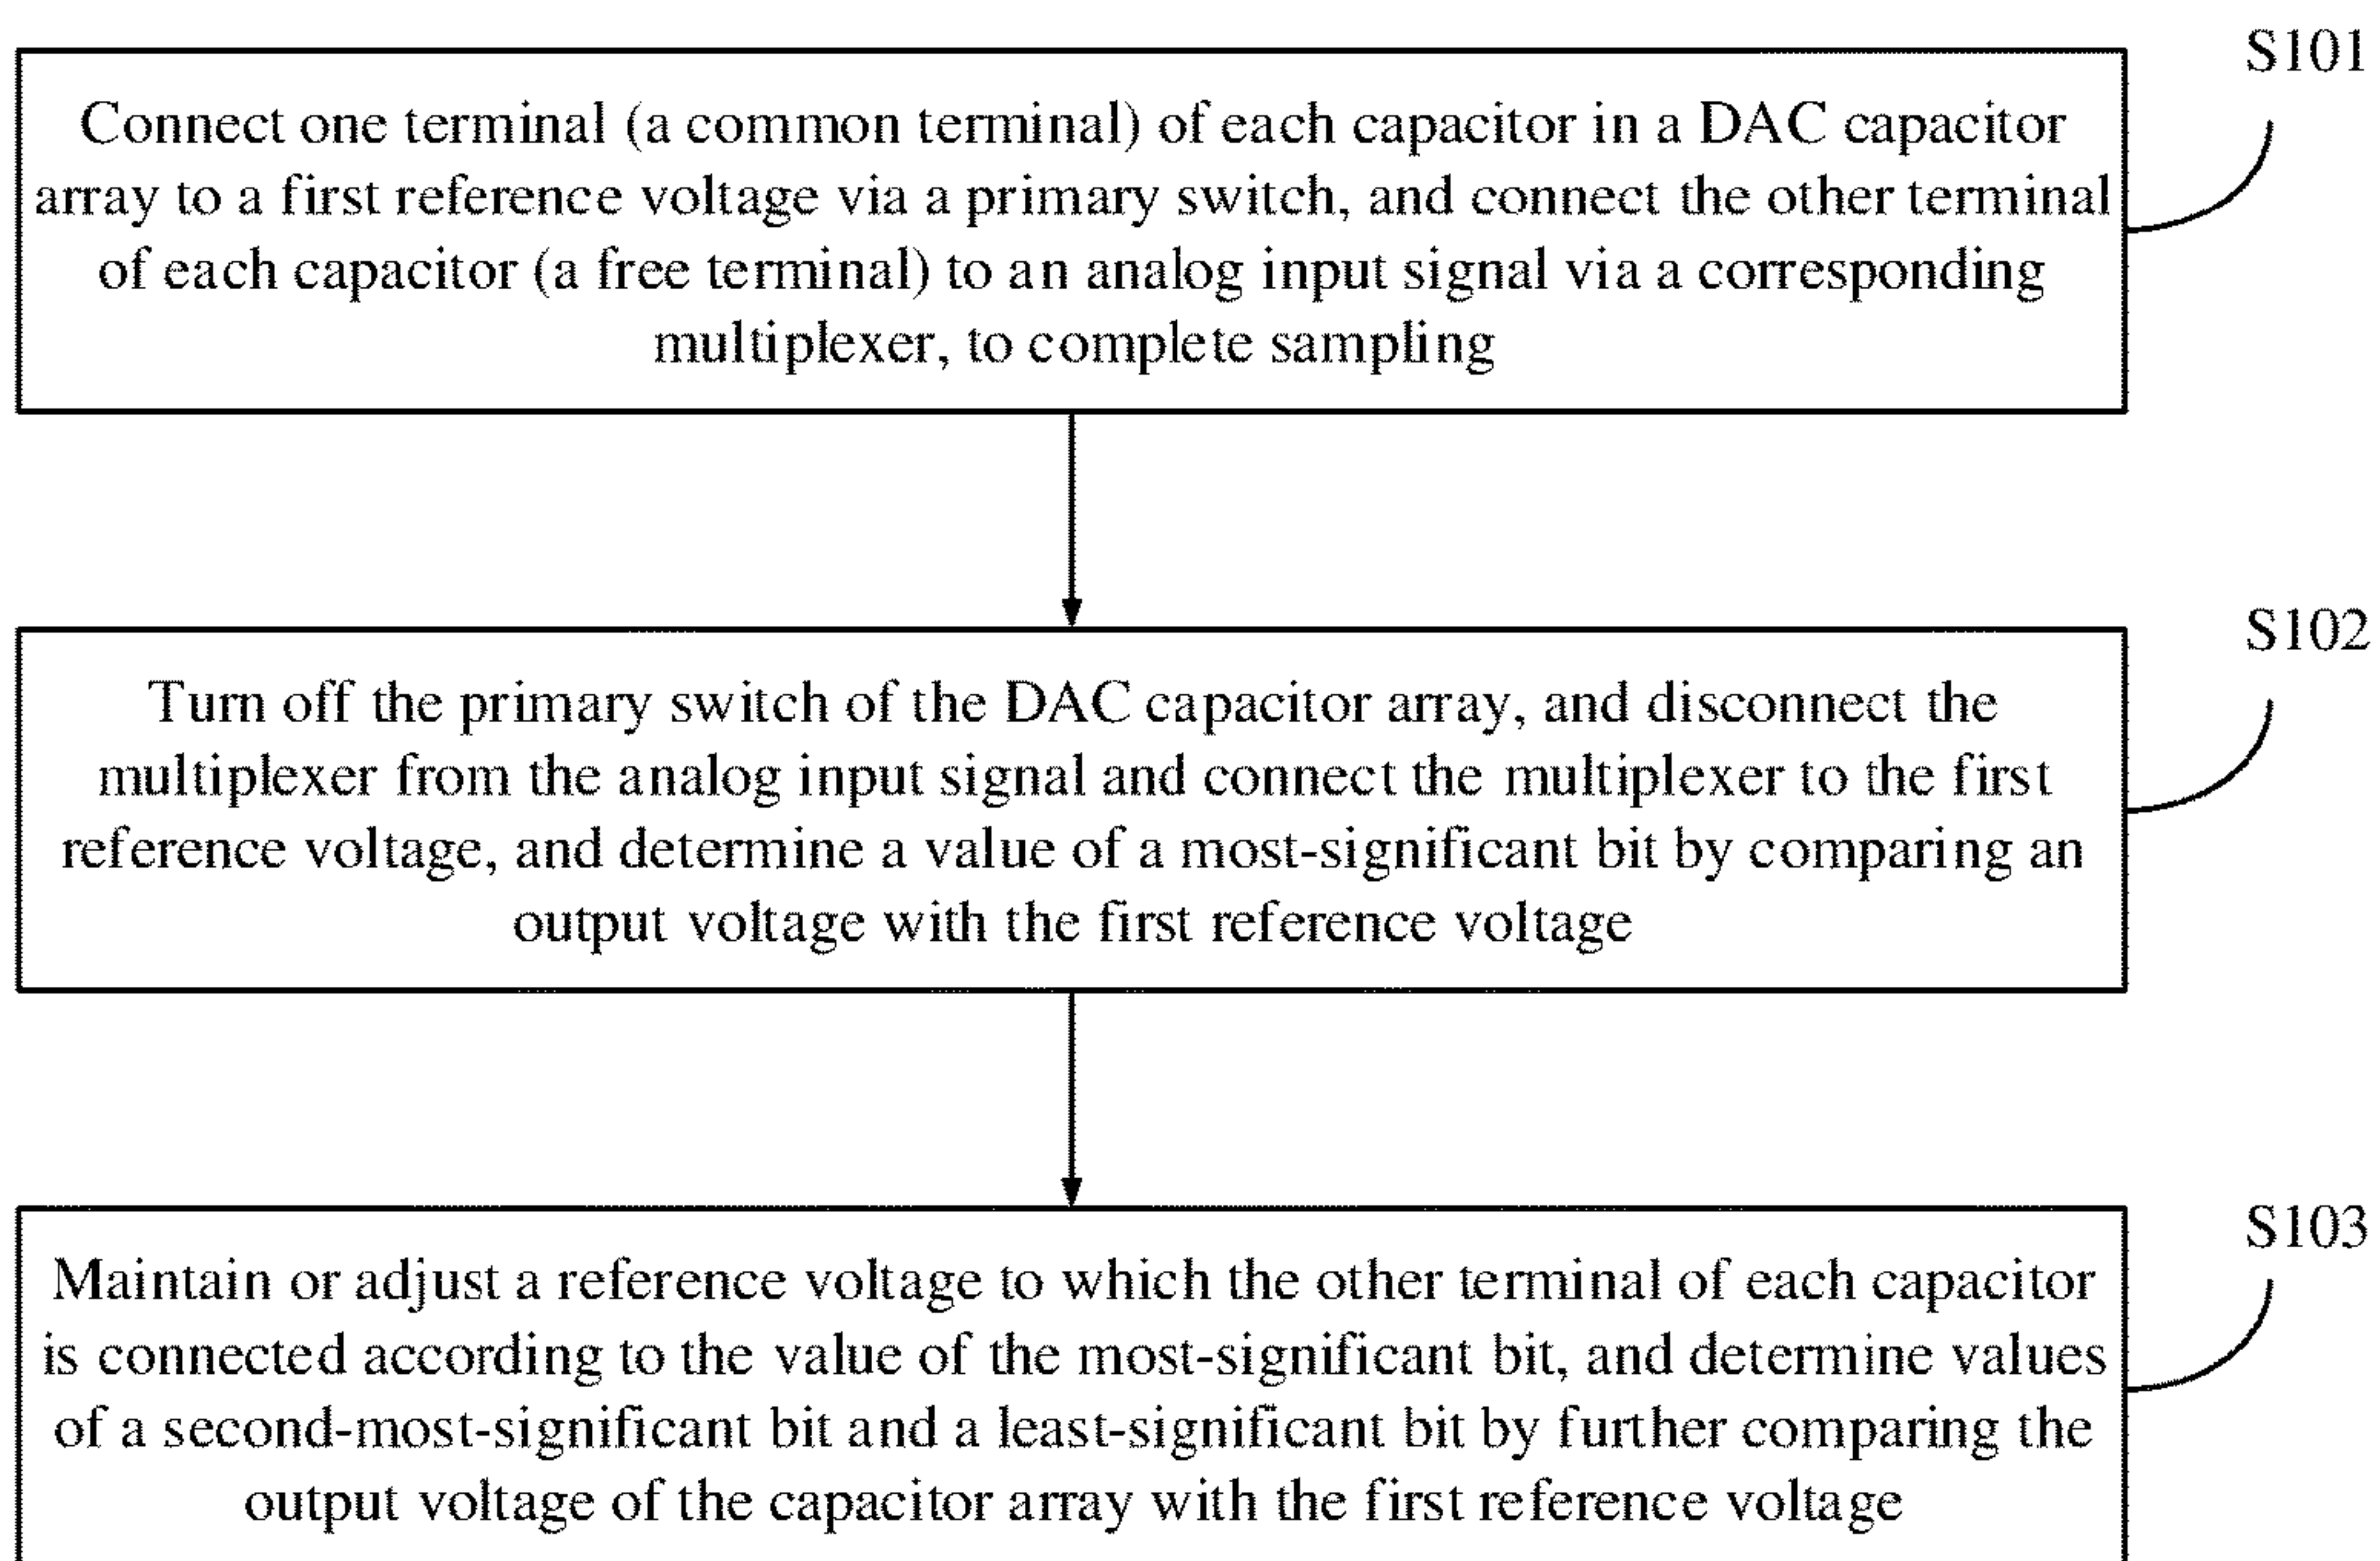 S101
Connect one terminal (a common terminal) of each capacitor in a DAC capacitor
array to a first reference voltage via a primary switch, and connect the other terminal
of each capacitor (a free terminal) to an analog input signal via a corresponding
multiplexer, to complete sampling
S102
Turn off the primary switch of the DAC capacitor array, and disconnect the
multiplexer from the analog input signal and connect the multiplexer to the first
reference voltage, and determine a value of a most-significant bit by comparing an
output voltage with the first reference voltage
S103
Maintain or adjust a reference voltage to which the other terminal of each capacitor
is connected according to the value of the most-significant bit, and determine values
of a second-most-significant bit and a least-significant bit by further comparing the
output voltage of the capacitor array with the first reference voltage